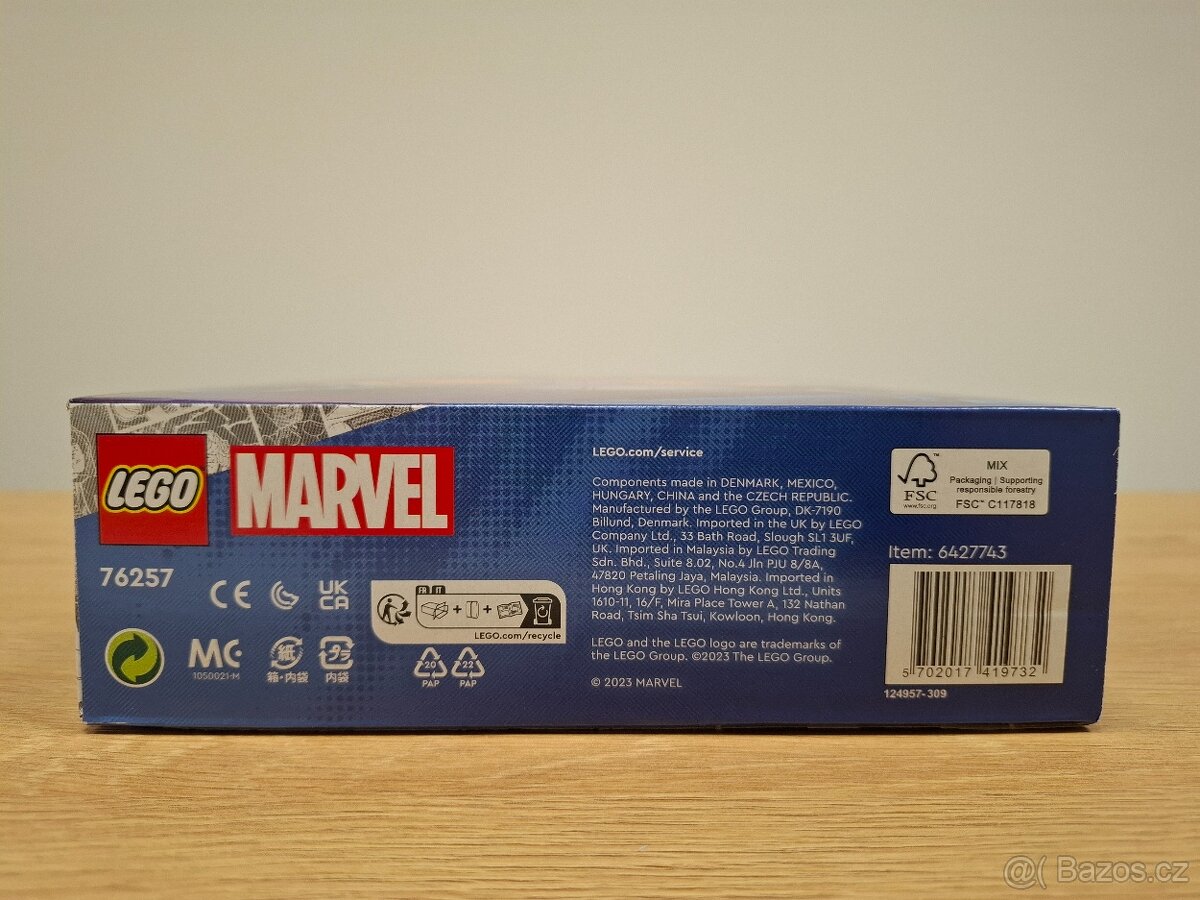 LEGO
MARVEL
76257
CE
UK
CA
FR IT
LEGO.com/recycle
MC
1050021-M
紙
箱・内袋
プラ
内袋
20
PAP
22
PAP
LEGO.com/service
Components made in DENMARK, MEXICO,
HUNGARY, CHINA and the CZECH REPUBLIC.
Manufactured by the LEGO Group, DK-7190
Billund, Denmark. Imported in the UK by LEGO
Company Ltd., 33 Bath Road, Slough SL1 3UF,
UK. Imported in Malaysia by LEGO Trading
Sdn. Bhd., Suite 8.02, No.4 Jln PJU 8/8A,
47820 Petaling Jaya, Malaysia. Imported in
Hong Kong by LEGO Hong Kong Ltd., Units
1610-11, 16/F, Mira Place Tower A, 132 Nathan
Road, Tsim Sha Tsui, Kowloon, Hong Kong.
LEGO and the LEGO logo are trademarks of
the LEGO Group. ©2023 The LEGO Group.
© 2023 MARVEL
FSC
www.fsc.org
MIX
Packaging | Supporting
responsible forestry
FSC™ C117818
Item: 6427743
5 702017 419732
124957-309
@( Bazos.cz